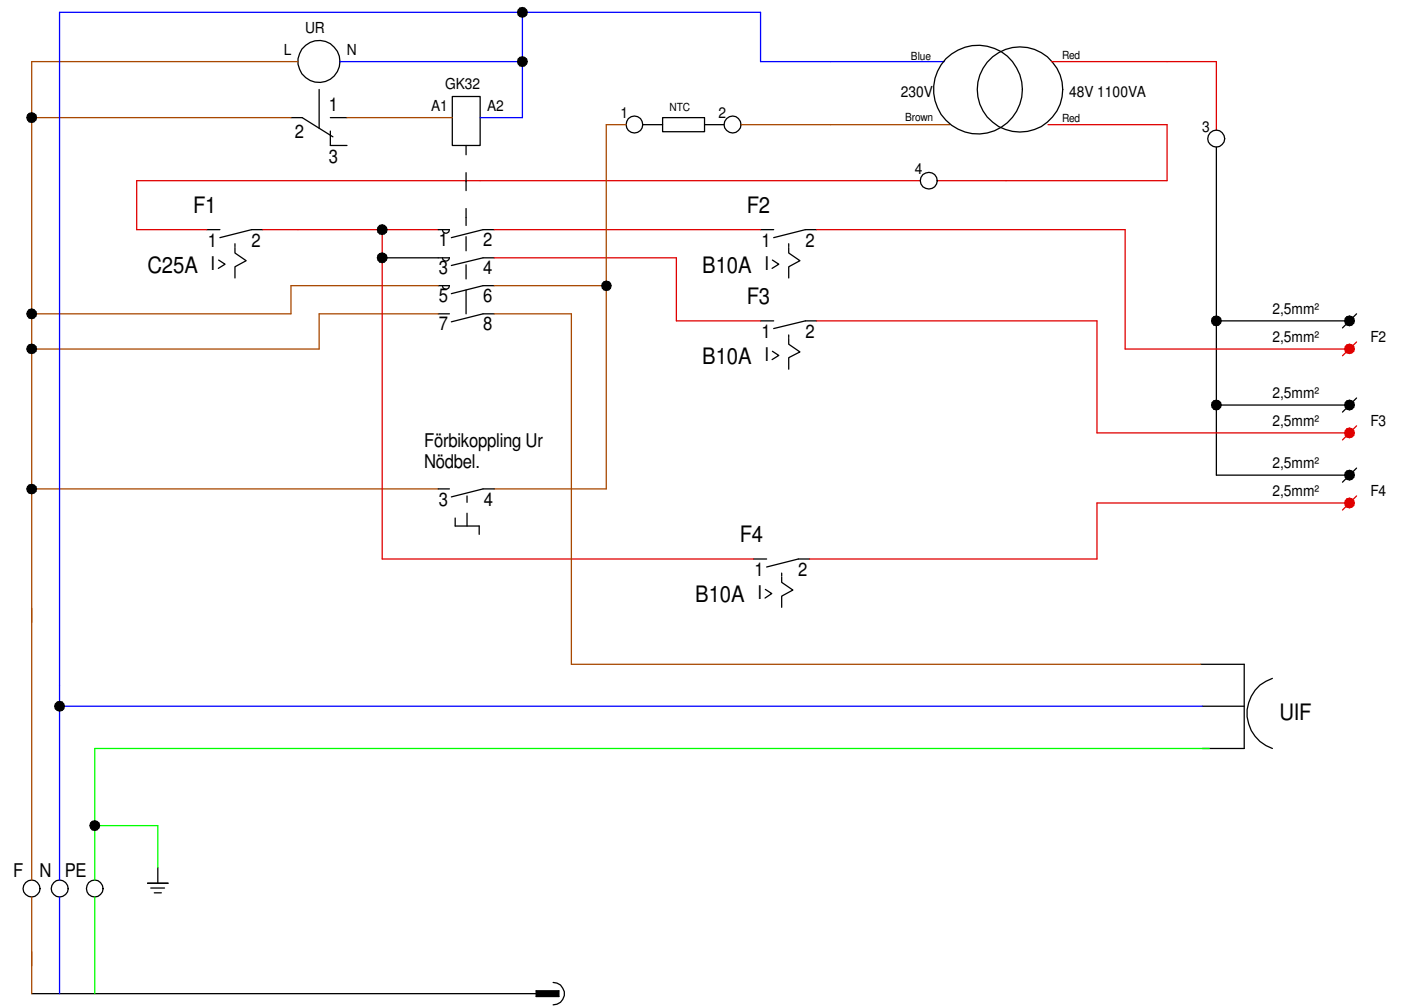 UR
L N
Blue Red
GK32
230V 48V 1100VA
A1 A2
1 NTC 2
Brown Red
1
2
3
3
4
F1 F2
1 2 1 2 1 2
C25A I> B10A I>
3 4
F3
5 6
7 8 1 2
B10A I>
2,5mm²
F2
2,5mm²
2,5mm²
F3
2,5mm²
Förbikoppling Ur
Nödbel.
2,5mm²
F4
2,5mm²
3 4
F4
1 2
B10A I>
UIF
F N PE